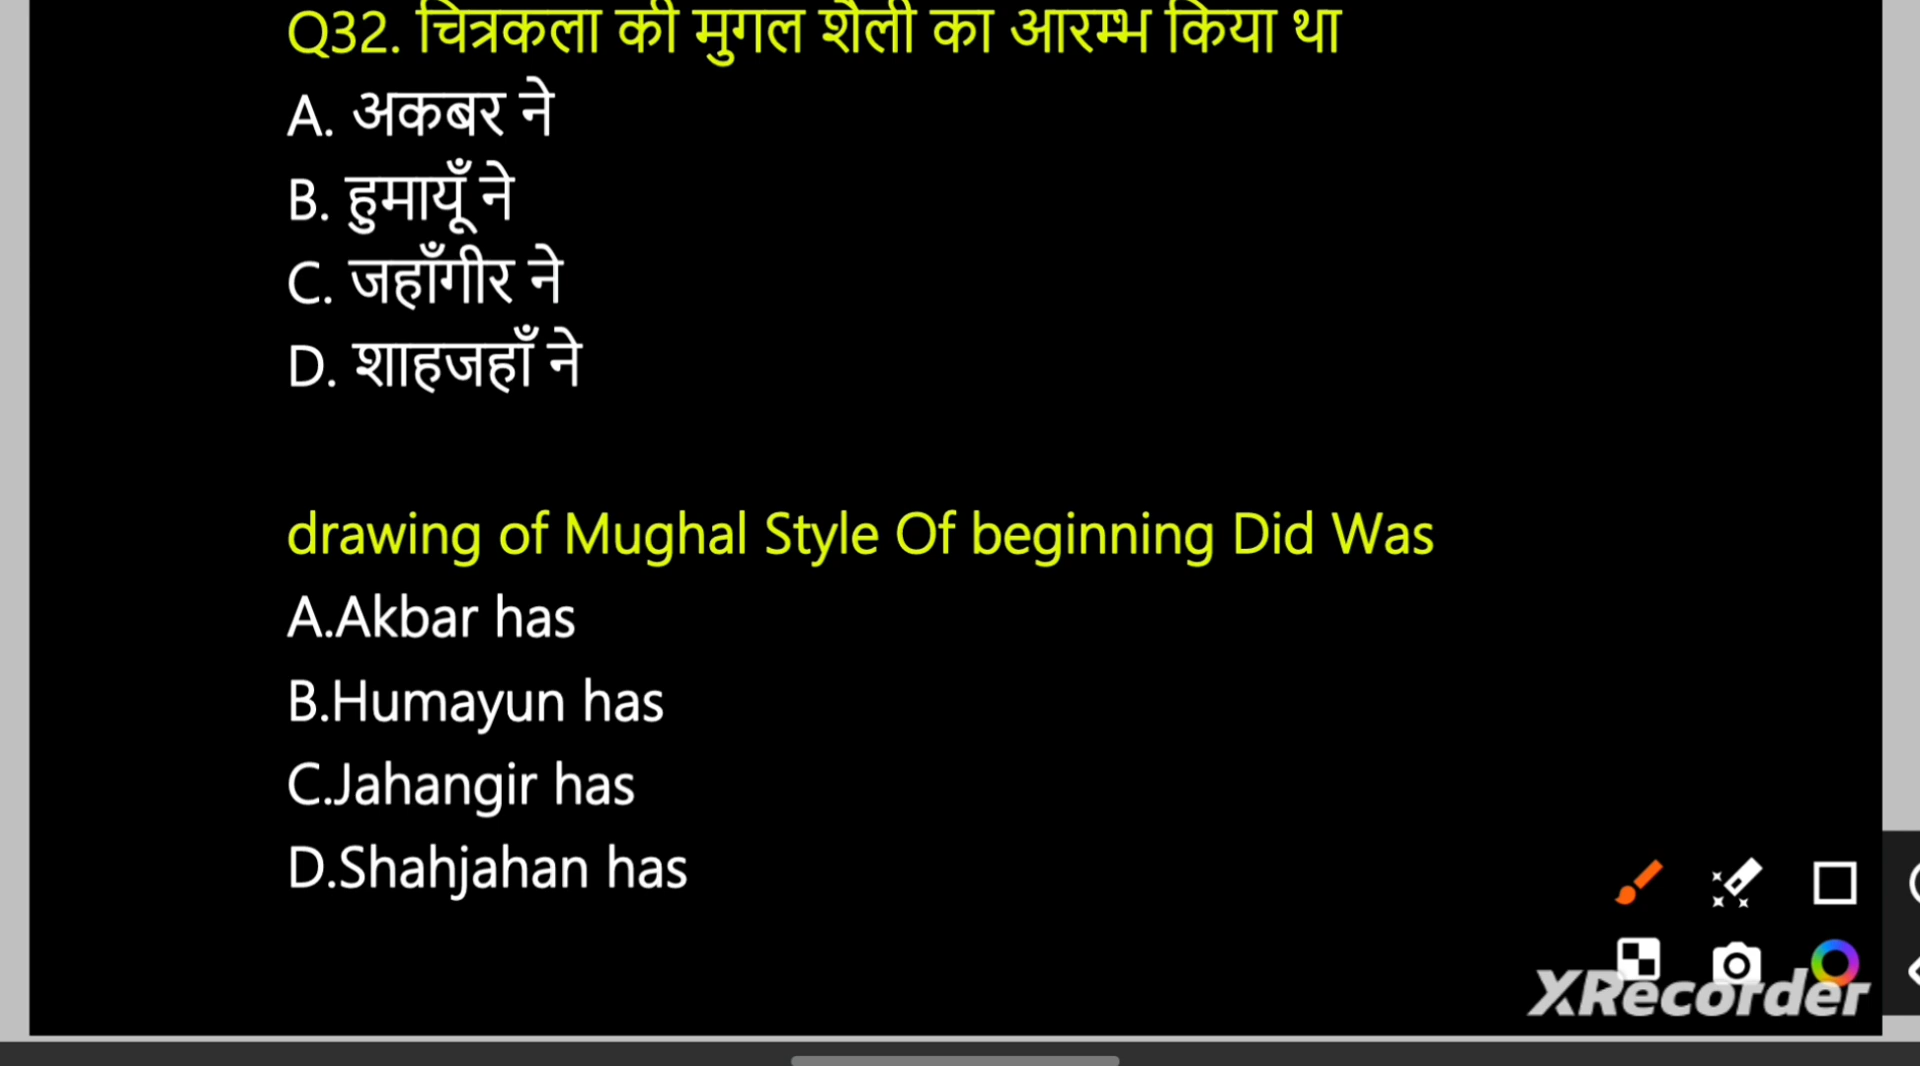 Q32. चित्रकला की मुगल शैली का आरम्भ किया था
A. अकबर ने
B. हुमायूँ ने
C. जहाँगीर ने
D. शाहजहाँ ने
drawing of Mughal Style Of beginning Did Was
A.Akbar has
B.Humayun has
C.Jahangir has
D.Shahjahan has
XRecorder